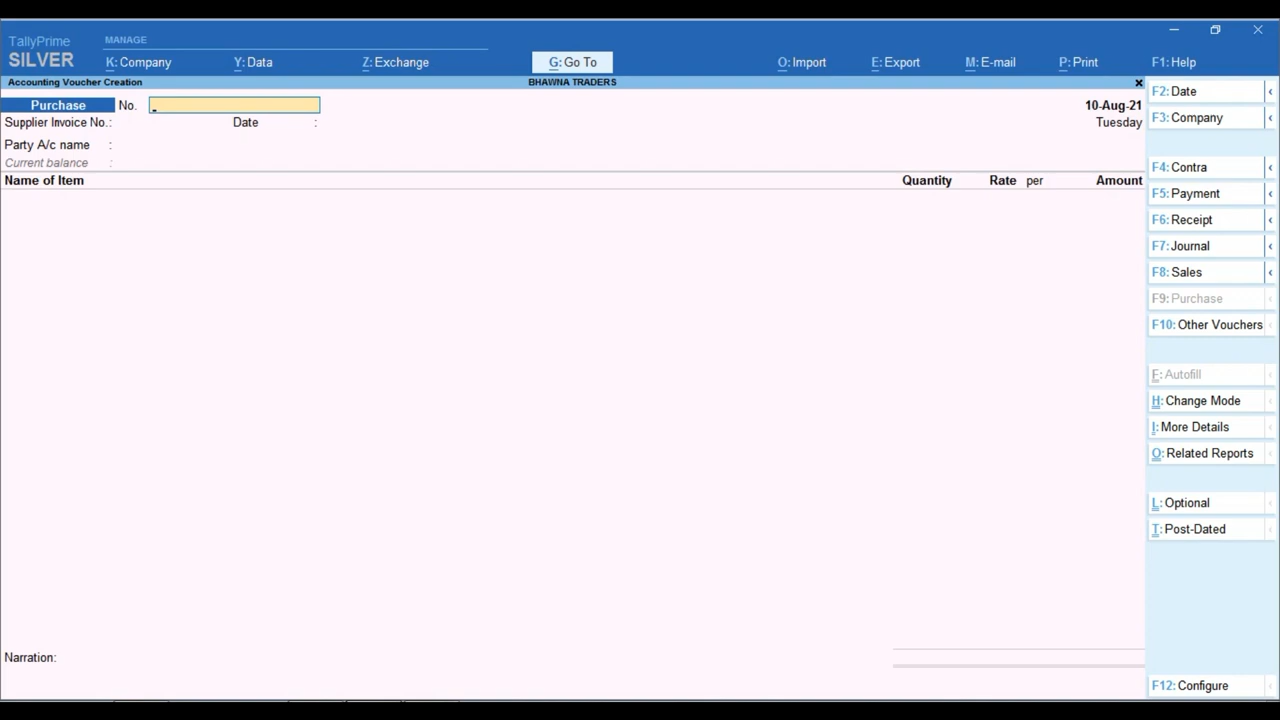 TallyPrime
SILVER
MANAGE
K: Company
Y: Data
Z: Exchange
G: Go To
O: Import
E: Export
M: E-mail
P: Print
F1: Help
Accounting Voucher Creation
BHAWNA TRADERS
Purchase No.
10-Aug-21
Supplier Invoice No.: Date :
Tuesday
Party A/c name :
Current balance :
Name of Item Quantity Rate per Amount
F2: Date
F3: Company
F4: Contra
F5: Payment
F6: Receipt
F7: Journal
F8: Sales
F9: Purchase
F10: Other Vouchers
F: Autofill
H: Change Mode
I: More Details
O: Related Reports
L: Optional
T: Post-Dated
Narration:
F12: Configure